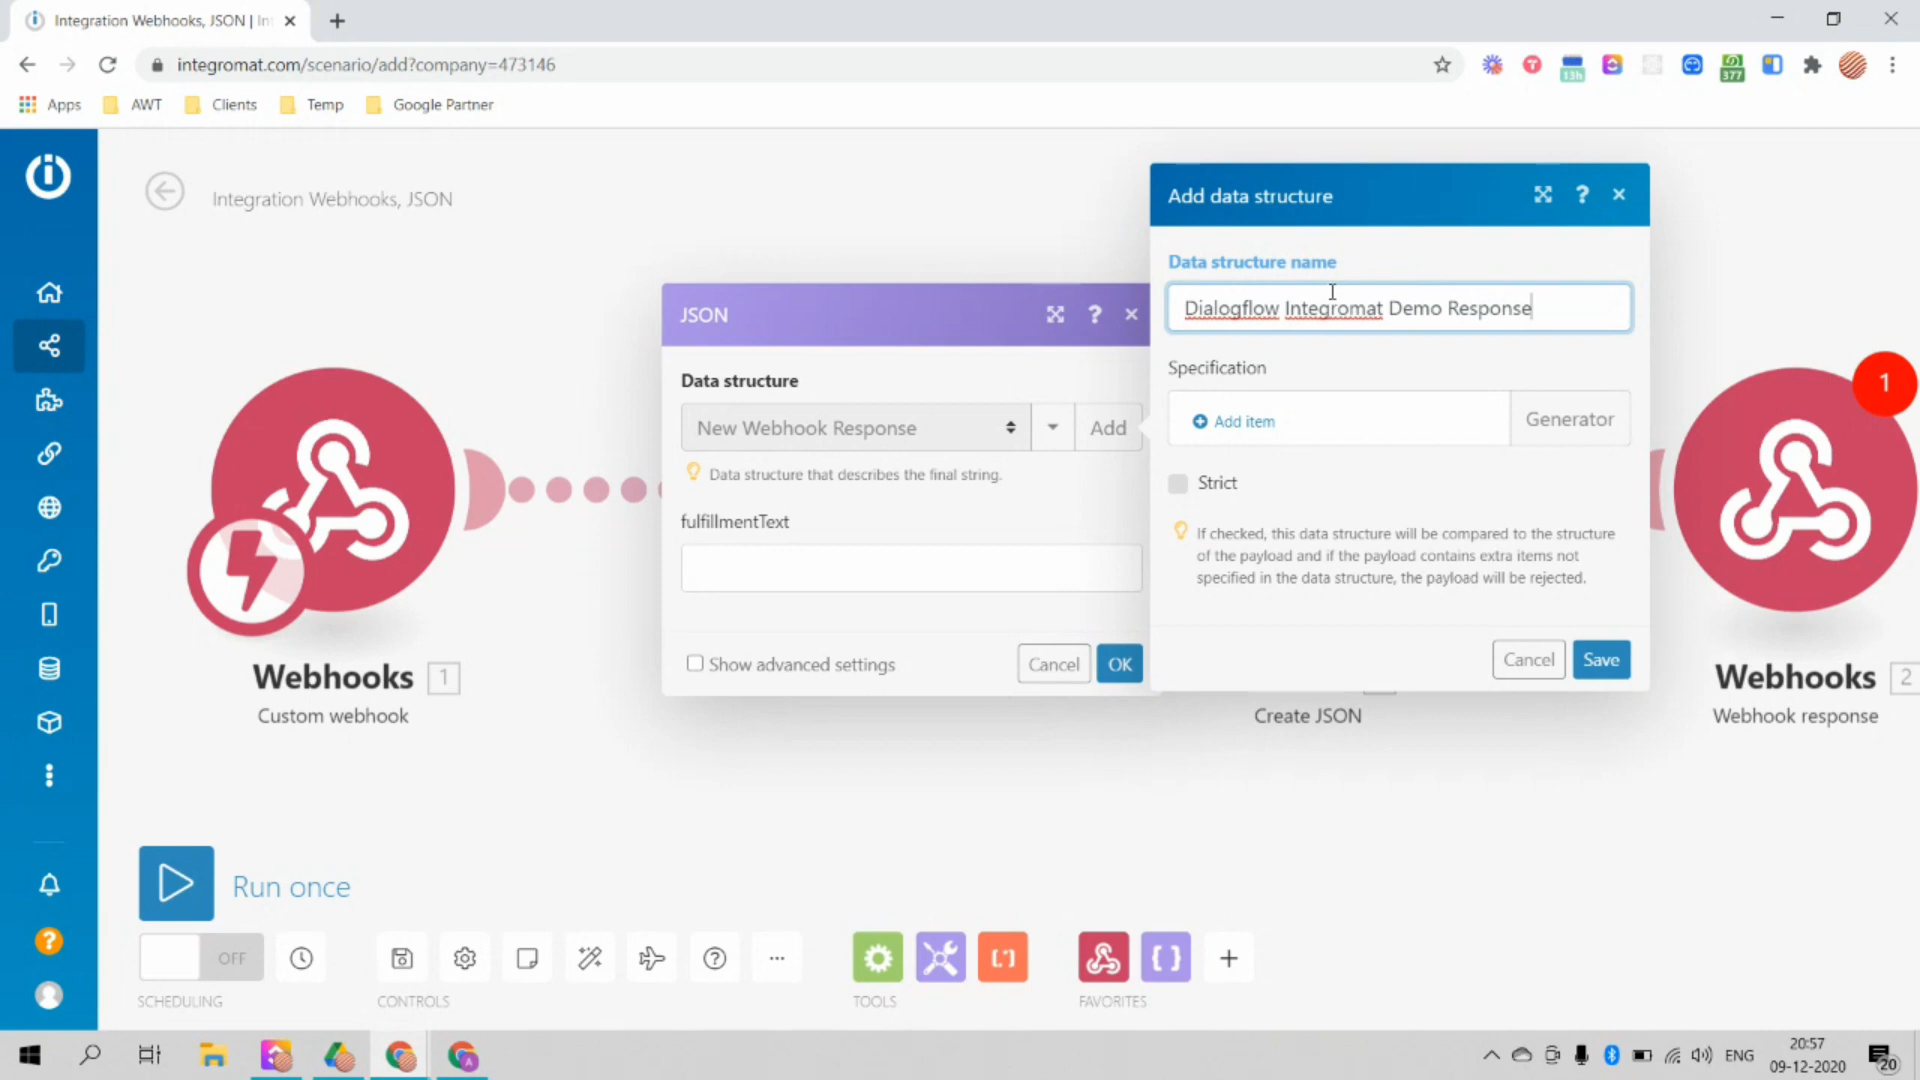 Integration Webhooks, JSON | In
integromat.com/scenario/add?company=473146
13h
377
Apps
AWT
Clients
Temp
Google Partner
Integration Webhooks, JSON
Add data structure
Data structure name
Dialogflow Integromat Demo Response
Specification
Add item
Generator
Strict
If checked, this data structure will be compared to the structure
of the payload and if the payload contains extra items not
specified in the data structure, the payload will be rejected.
Cancel
Save
JSON
Data structure
New Webhook Response
Add
Data structure that describes the final string.
fulfillmentText
Show advanced settings
Cancel
OK
1
Webhooks 1
Custom webhook
Create JSON
Webhooks 2
Webhook response
Run once
OFF
SCHEDULING
CONTROLS
TOOLS
FAVORITES
ENG
20:57
09-12-2020
20